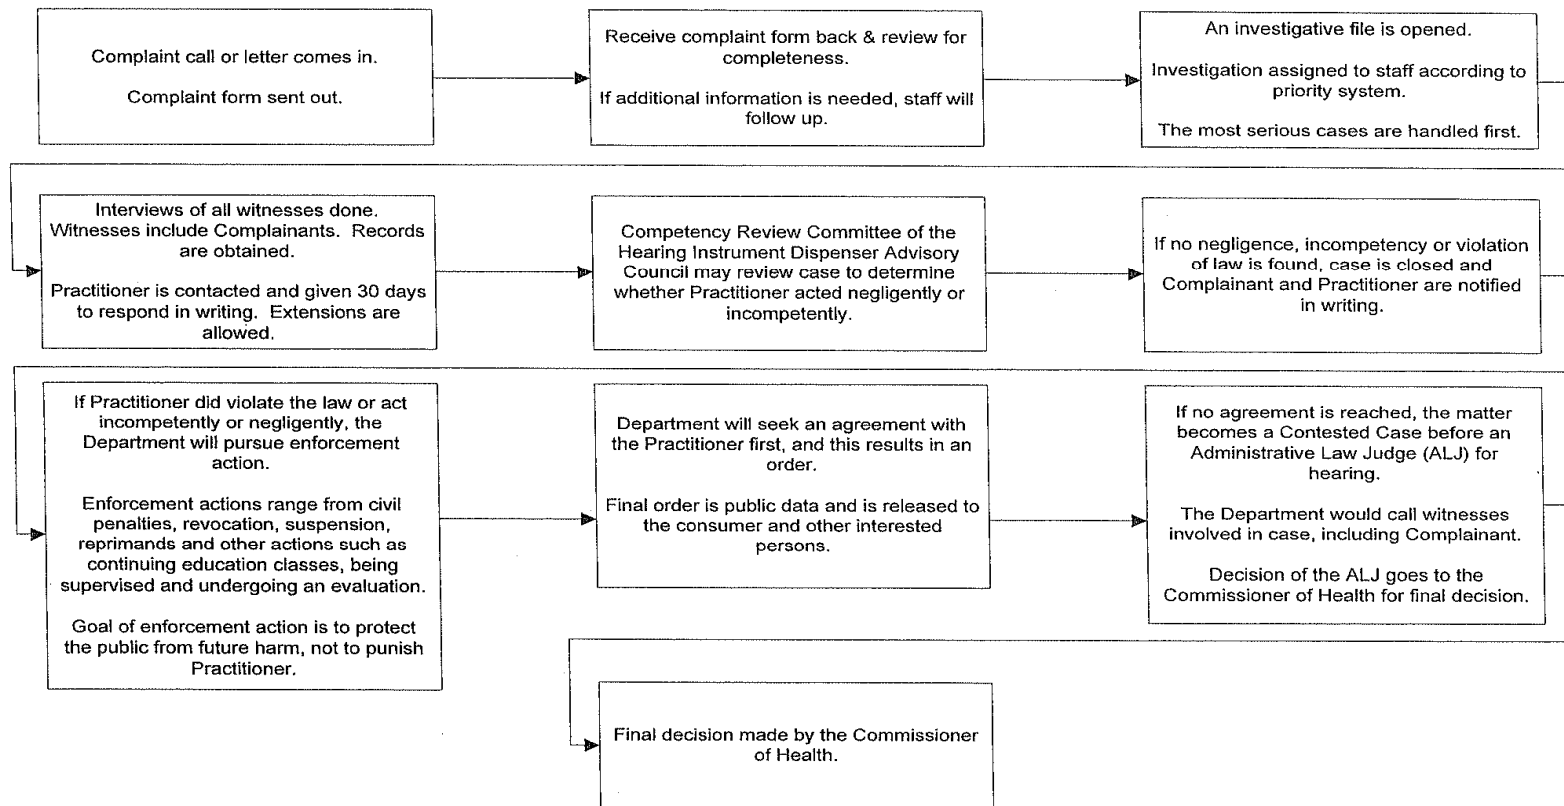 Complaint call or letter comes in.
Complaint form sent out.
Receive complaint form back & review for
completeness.
If additional information is needed, staff will
follow up.
An investigative file is opened.
Investigation assigned to staff according to
priority system.
The most serious cases are handled first.
Interviews of all witnesses done.
Witnesses include Complainants. Records
are obtained.
Practitioner is contacted and given 30 days
to respond in writing. Extensions are
allowed.
Competency Review Committee of the
Hearing Instrument Dispenser Advisory
Council may review case to determine
whether Practitioner acted negligently or
incompetently.
If no negligence, incompetency or violation
of law is found, case is closed and
Complainant and Practitioner are notified
in writing.
If Practitioner did violate the law or act
incompetently or negligently, the
Department will pursue enforcement
action.
Enforcement actions range from civil
penalties, revocation, suspension,
reprimands and other actions such as
continuing education classes, being
supervised and undergoing an evaluation.
Goal of enforcement action is to protect
the public from future harm, not to punish
Practitioner.
Department will seek an agreement with
the Practitioner first, and this results in an
order.
Final order is public data and is released to
the consumer and other interested
persons.
If no agreement is reached, the matter
becomes a Contested Case before an
Administrative Law Judge (ALJ) for
hearing.
The Department would call witnesses
involved in case, including Complainant.
Decision of the ALJ goes to the
Commissioner of Health for final decision.
Final decision made by the Commissioner
of Health.